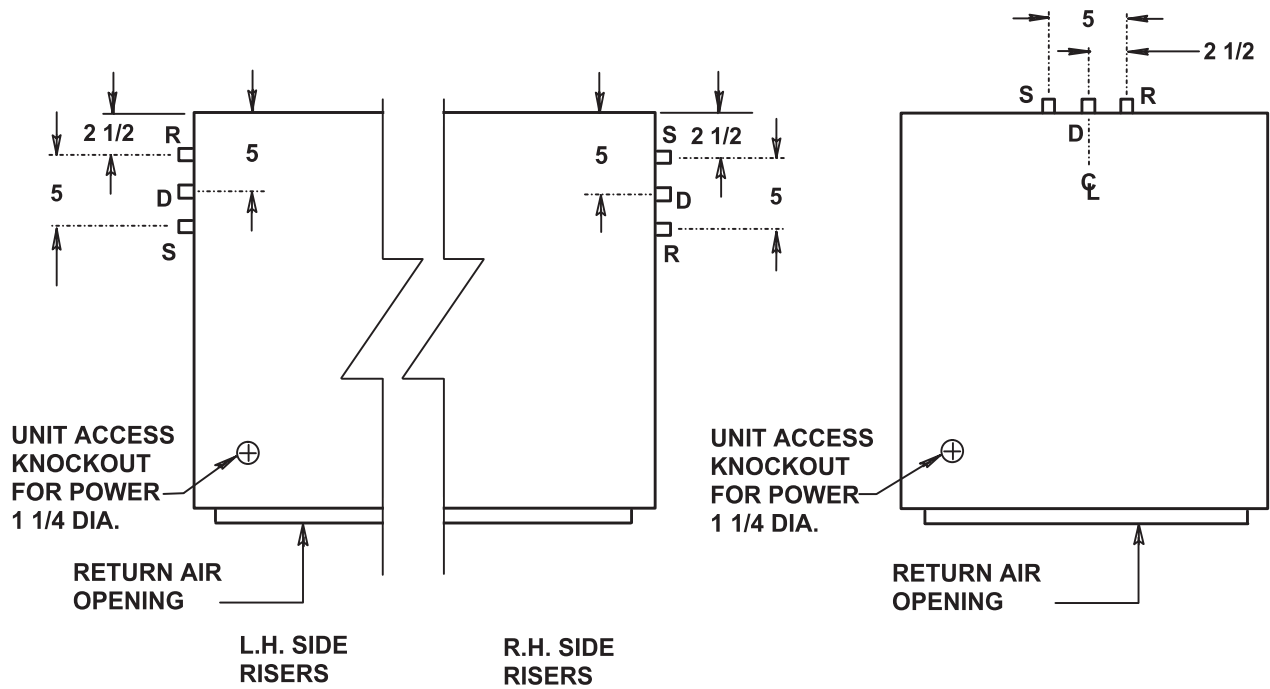 5
2 1/2
S
R
D
℄
2 1/2
R
5
5
D
S
S
2 1/2
5
5
D
R
UNIT ACCESS
KNOCKOUT
FOR POWER
1 1/4 DIA.
RETURN AIR
OPENING
L.H. SIDE
RISERS
R.H. SIDE
RISERS
UNIT ACCESS
KNOCKOUT
FOR POWER
1 1/4 DIA.
RETURN AIR
OPENING